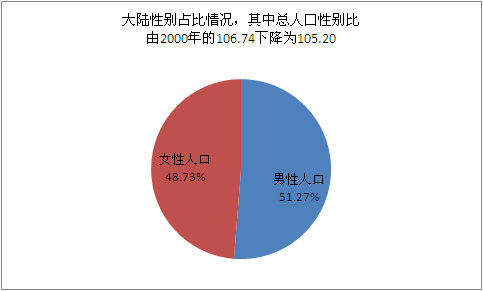 大陆性别占比情况，其中总人口性别比
由2000年的106.74下降为105.20
女性人口
48.73%
男性人口
51.27%